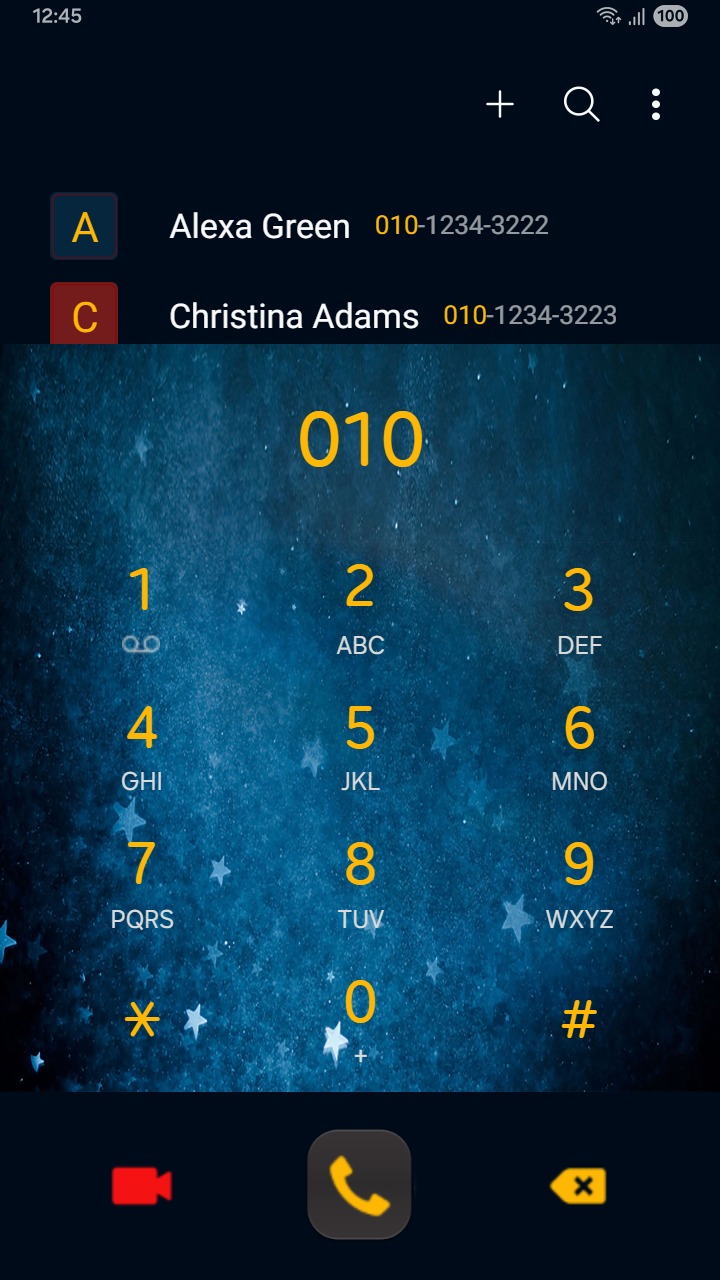 12:45 100
A Alexa Green 010-1234-3222
C Christina Adams 010-1234-3223
010
1 2 3
ABC DEF
4 5 6
GHI JKL MNO
7 8 9
PQRS TUV WXYZ
* 0 #
+